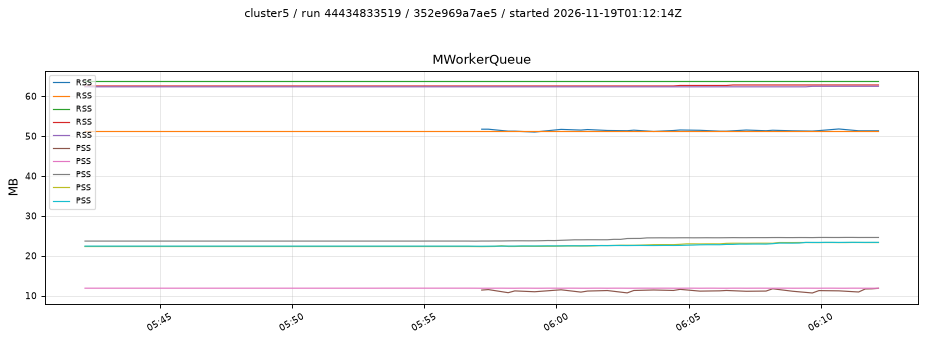 cluster5 / run 44434833519 / 352e969a7ae5 / started 2026-11-19T01:12:14Z
MWorkerQueue
RSS
RSS
RSS
RSS
RSS
PSS
PSS
PSS
PSS
PSS
MB
60
50
40
30
20
10
05:45
05:50
05:55
06:00
06:05
06:10